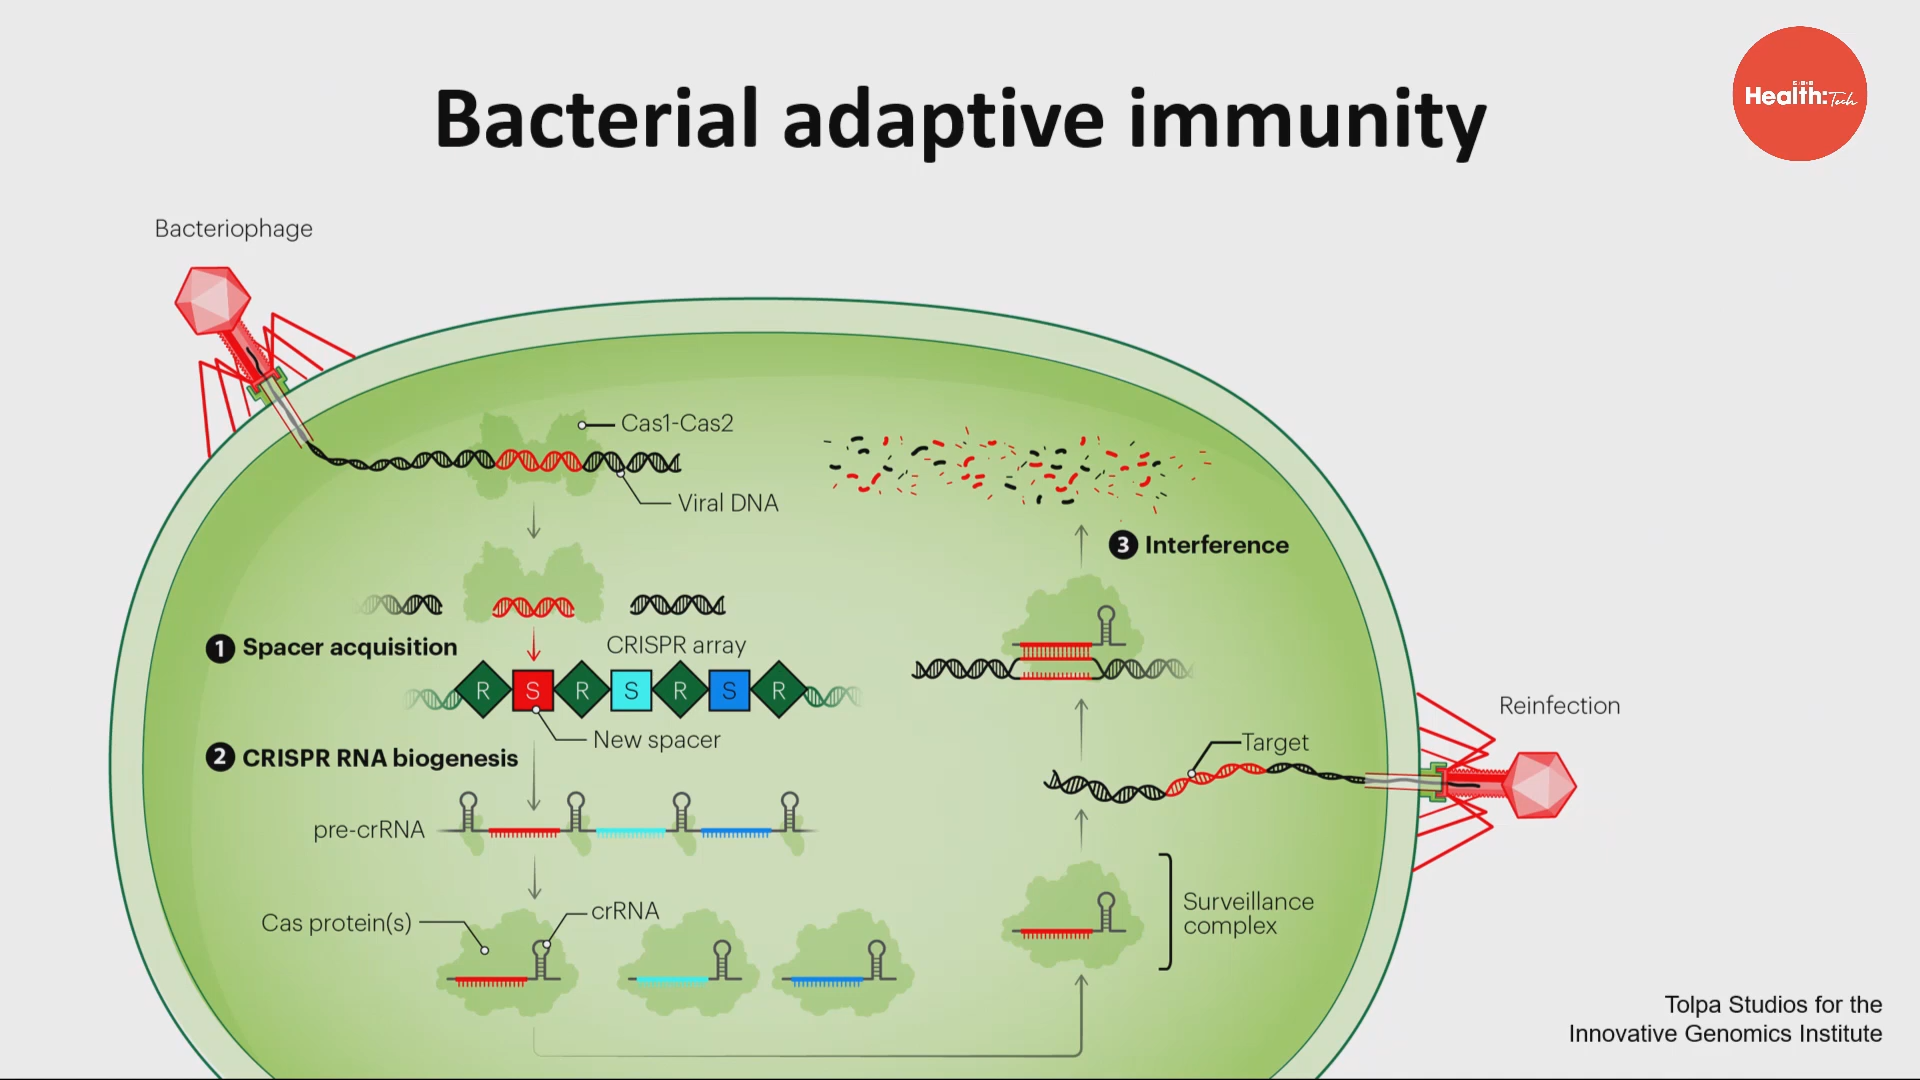 Bacterial adaptive immunity
Health:Tech
Bacteriophage
Cas1-Cas2
Viral DNA
3 Interference
1 Spacer acquisition
CRISPR array
R S R S R S R
New spacer
2 CRISPR RNA biogenesis
pre-crRNA
Cas protein(s)
crRNA
Reinfection
Target
Surveillance
complex
Tolpa Studios for the
Innovative Genomics Institute